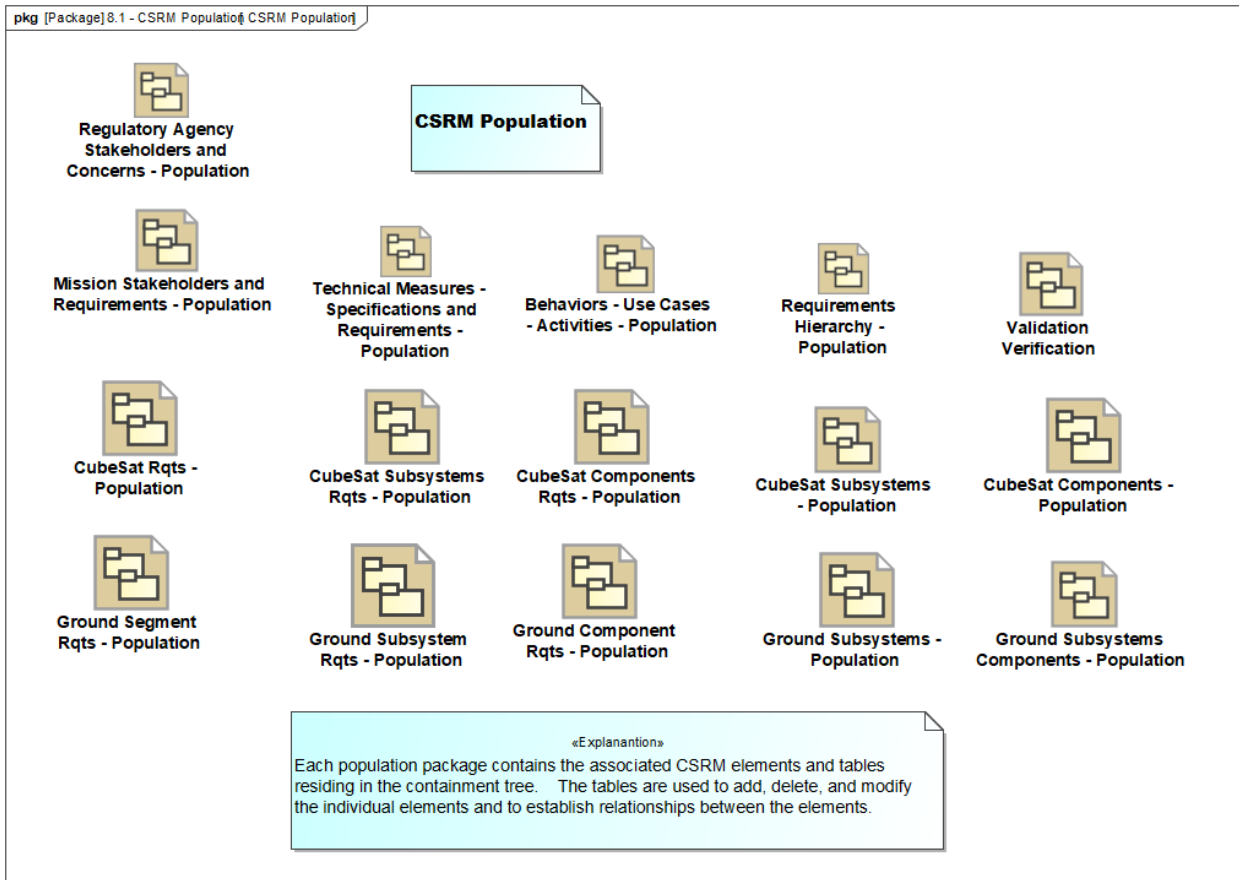 pkg [Package] 8.1 - CSRM Population[ CSRM Population]
Regulatory Agency
Stakeholders and
Concerns - Population
CSRM Population
Mission Stakeholders and
Requirements - Population
Technical Measures -
Specifications and
Requirements -
Population
Behaviors - Use Cases
- Activities - Population
Requirements
Hierarchy -
Population
Validation
Verification
CubeSat Rqts -
Population
CubeSat Subsystems
Rqts - Population
CubeSat Components
Rqts - Population
CubeSat Subsystems
- Population
CubeSat Components -
Population
Ground Segment
Rqts - Population
Ground Subsystem
Rqts - Population
Ground Component
Rqts - Population
Ground Subsystems -
Population
Ground Subsystems
Components - Population
«Explanantion»
Each population package contains the associated CSRM elements and tables
residing in the containment tree. The tables are used to add, delete, and modify
the individual elements and to establish relationships between the elements.